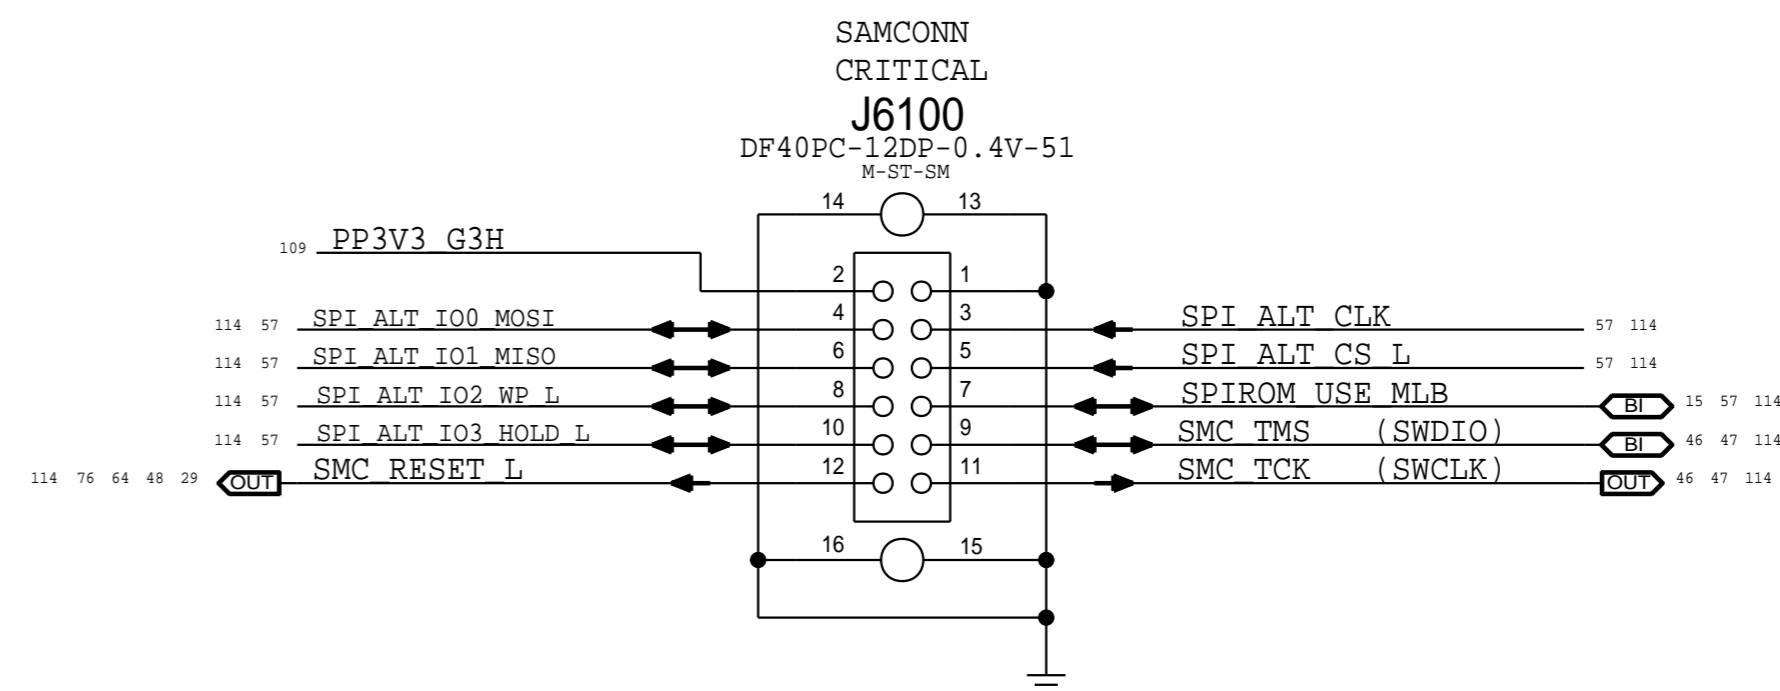 SAMCONN
CRITICAL
J6100
DF40PC-12DP-0.4V-51
M-ST-SM
14 13
109 PP3V3_G3H
2 1
114 57 SPI_ALT_IO0_MOSI 4 3 SPI_ALT_CLK 57 114
114 57 SPI_ALT_IO1_MISO 6 5 SPI_ALT_CS_L 57 114
114 57 SPI_ALT_IO2_WP_L 8 7 SPIROM_USE_MLB BI 15 57 114
114 57 SPI_ALT_IO3_HOLD_L 10 9 SMC_TMS (SWDIO) BI 46 47 114
114 76 64 48 29 OUT SMC_RESET_L 12 11 SMC_TCK (SWCLK) OUT 46 47 114
16 15